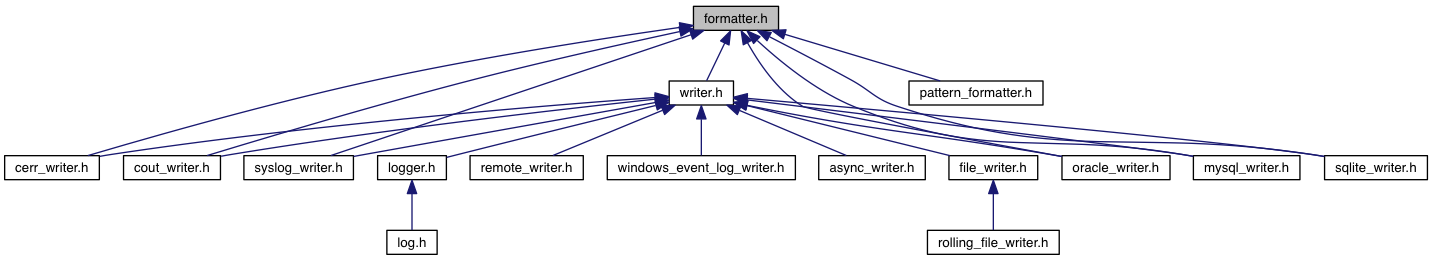 formatter.h
writer.h
pattern_formatter.h
cerr_writer.h
cout_writer.h
syslog_writer.h
logger.h
remote_writer.h
windows_event_log_writer.h
async_writer.h
file_writer.h
oracle_writer.h
mysql_writer.h
sqlite_writer.h
log.h
rolling_file_writer.h